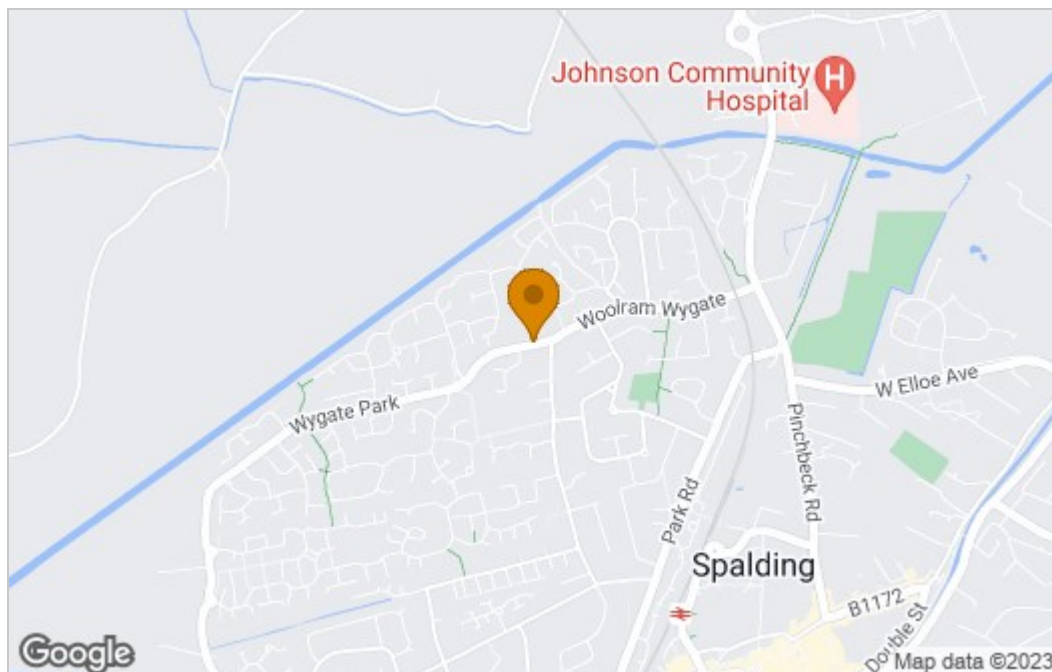 Johnson Community
Hospital
H
Woolram Wygate
W Elloe Ave
Wygate Park
Pinchbeck Rd
Park Rd
Spalding
B1172
Double St
Google
Map data ©2023